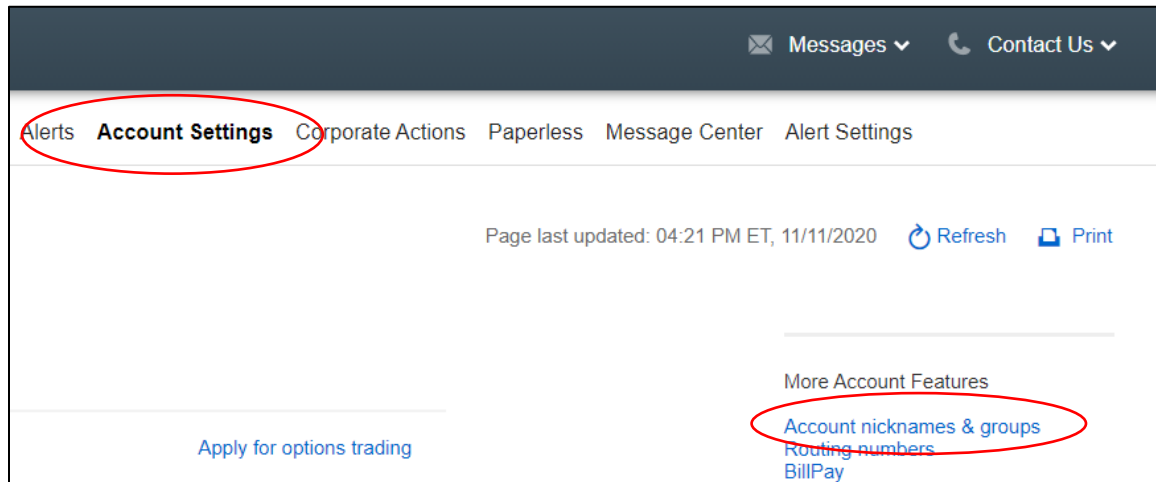 Messages Contact Us
Alerts Account Settings Corporate Actions Paperless Message Center Alert Settings
Page last updated: 04:21 PM ET, 11/11/2020 Refresh Print
More Account Features
Account nicknames & groups
Apply for options trading
Routing numbers
BillPay